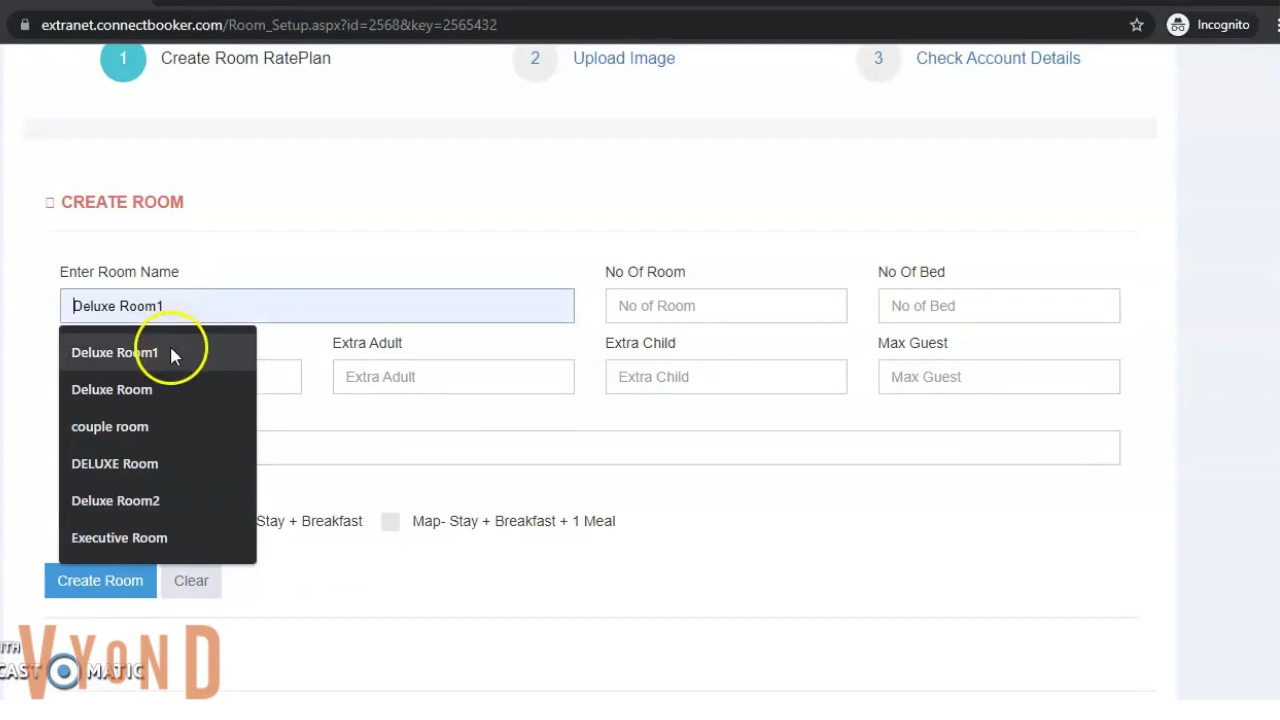 extranet.connectbooker.com/Room_Setup.aspx?id=2568&key=2565432
Incognito
1 Create Room RatePlan
2 Upload Image
3 Check Account Details
CREATE ROOM
Enter Room Name
No Of Room
No Of Bed
Deluxe Room1
No of Room
No of Bed
Extra Adult
Extra Child
Max Guest
Extra Adult
Extra Child
Max Guest
Deluxe Room1
Deluxe Room
couple room
DELUXE Room
Deluxe Room2
Executive Room
Stay + Breakfast
Map- Stay + Breakfast + 1 Meal
Create Room
Clear
VYOND
MATIC